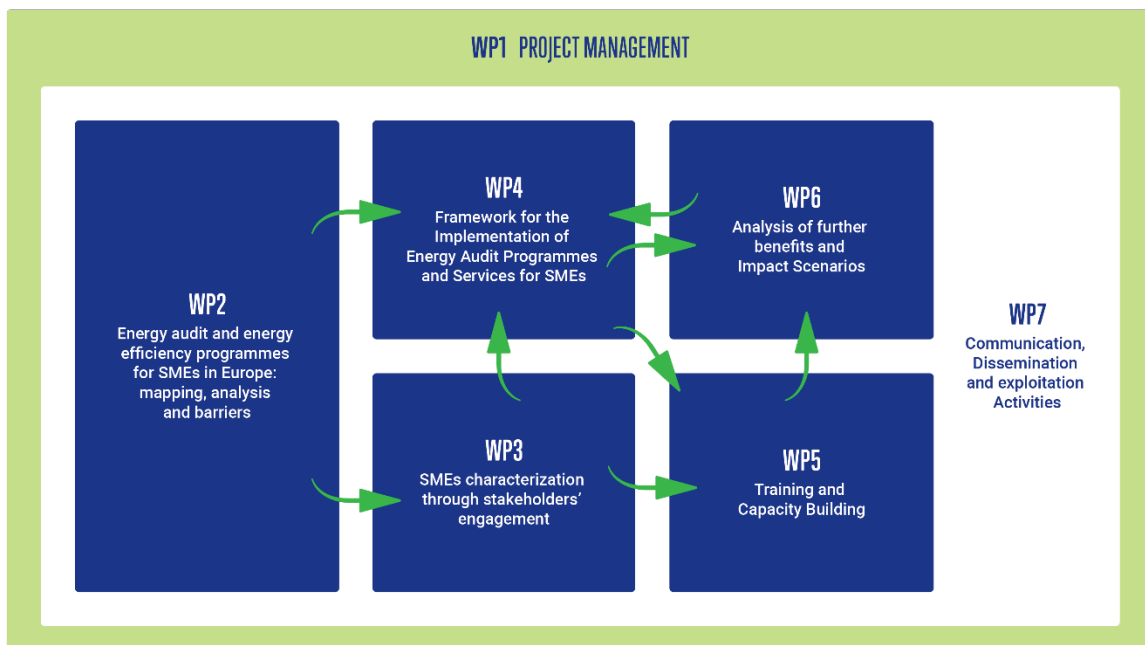 WP1 PROJECT MANAGEMENT
WP2
Energy audit and energy
efficiency programmes
for SMEs in Europe:
mapping, analysis
and barriers
WP4
Framework for the
Implementation of
Energy Audit Programmes
and Services for SMEs
WP3
SMEs characterization
through stakeholders’
engagement
WP6
Analysis of further
benefits and
Impact Scenarios
WP5
Training and
Capacity Building
WP7
Communication,
Dissemination
and exploitation
Activities